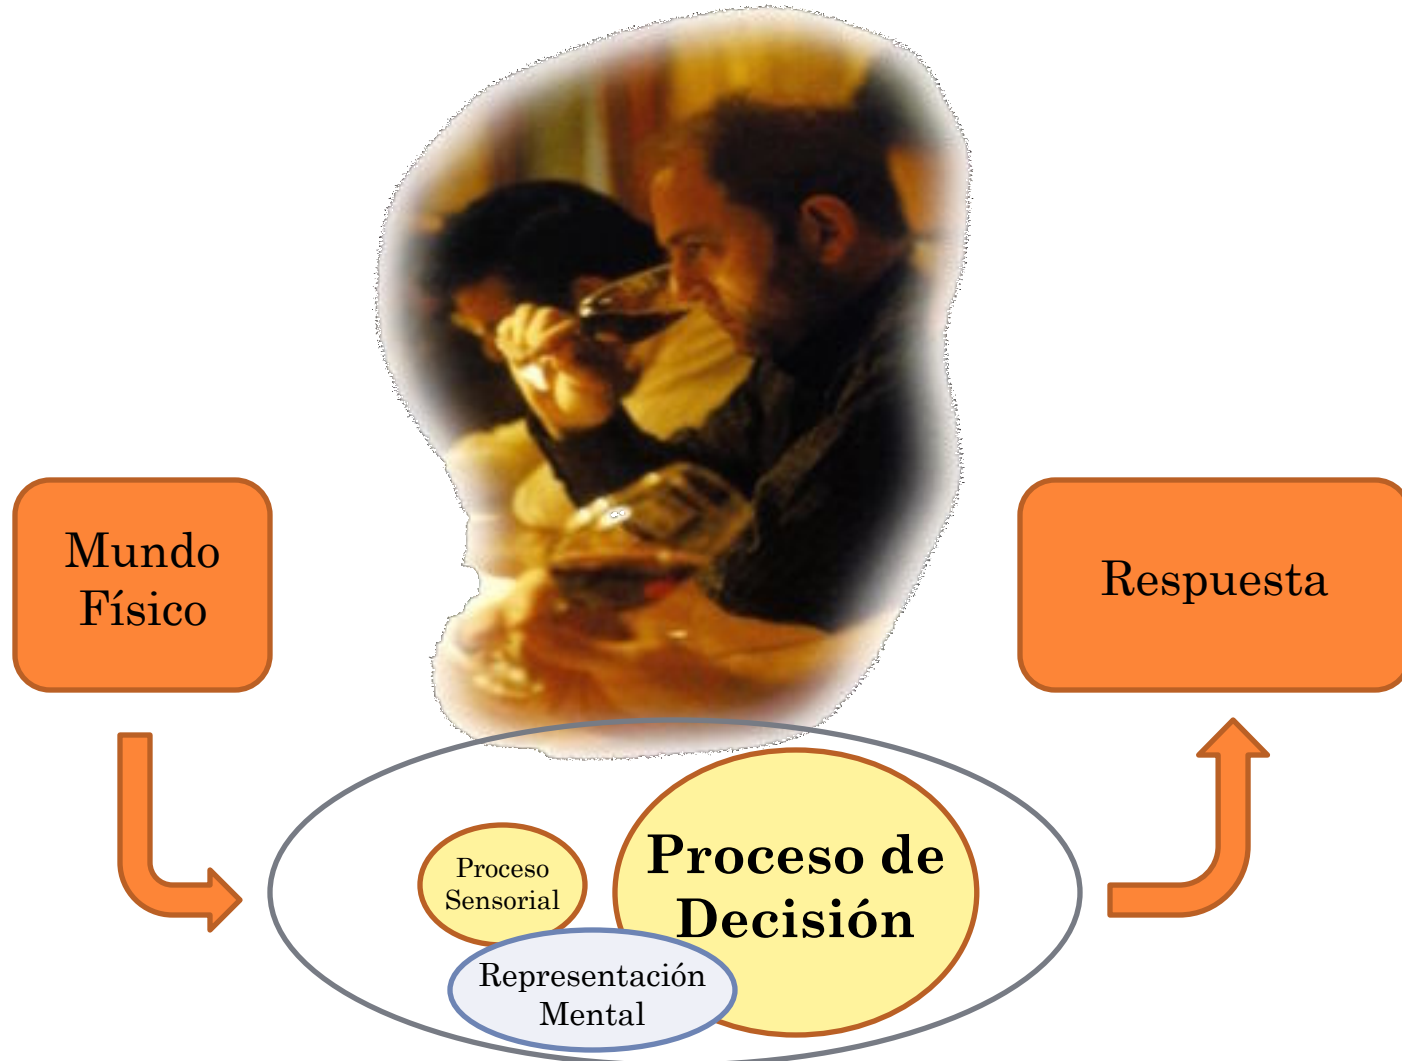 Mundo
Físico
Respuesta
Proceso
Sensorial
Proceso de
Decisión
Representación
Mental